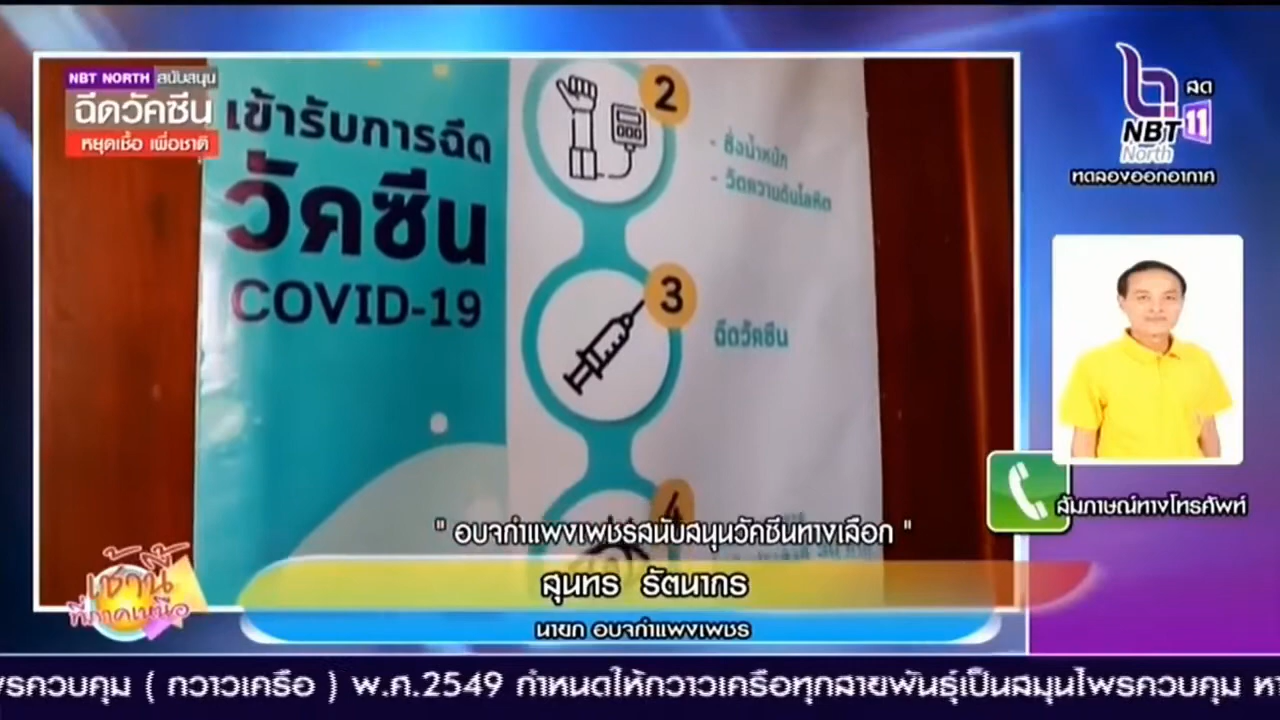 NBT NORTH สนับสนุน
ฉีดวัคซีน
หยุดเชื้อ เพื่อชาติ
เข้ารับการฉีด
วัคซีน
COVID-19
2
- ชั่งน้ำหนัก
- วัดความดันโลหิต
3
ฉีดวัคซีน
4
สด
NBT 11
North
ทดลองออกอากาศ
สัมภาษณ์ทางโทรศัพท์
" อบจกำแพงเพชรสนับสนุนวัคซีนทางเลือก "
สุนทร รัตนากร
นายก อบจกำแพงเพชร
เช้านี้
ที่ภาคเหนือ
พรควบคุม ( กวาวเครือ ) พ.ศ.2549 กำหนดให้กวาวเครือทุกสายพันธุ์เป็นสมุนไพรควบคุม หา